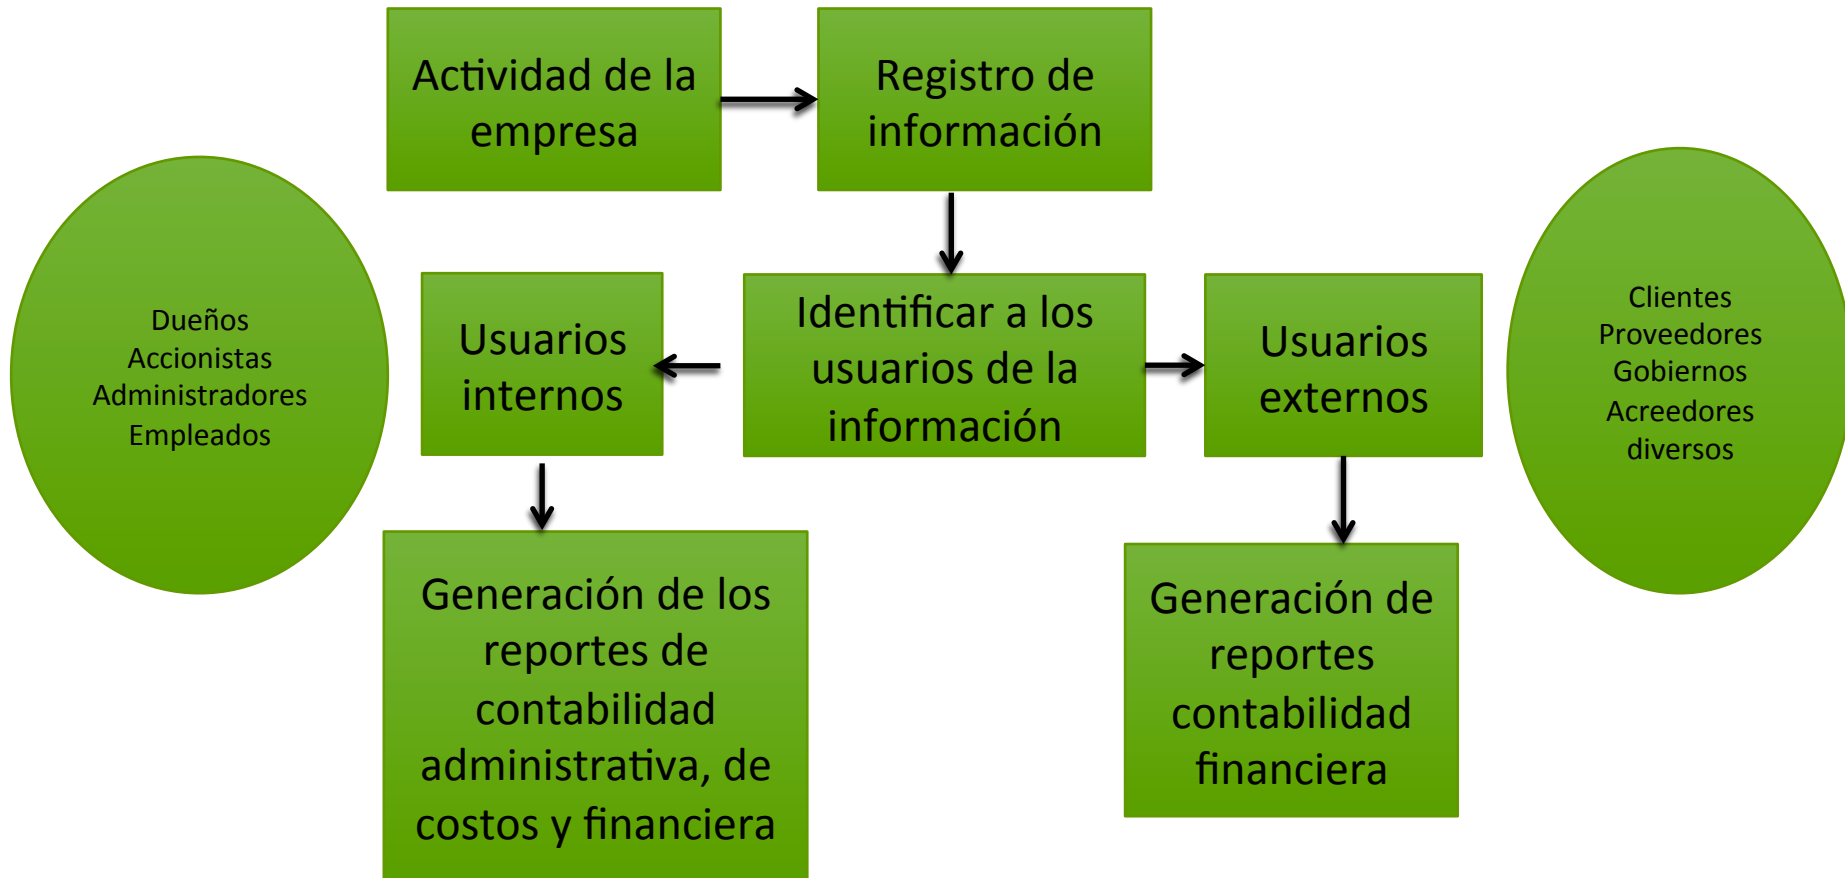 Actividad de la
empresa
Registro de
información
Dueños
Accionistas
Administradores
Empleados
Usuarios
internos
Identificar a los
usuarios de la
información
Usuarios
externos
Clientes
Proveedores
Gobiernos
Acreedores
diversos
Generación de los
reportes de
contabilidad
administrativa, de
costos y financiera
Generación de
reportes
contabilidad
financiera